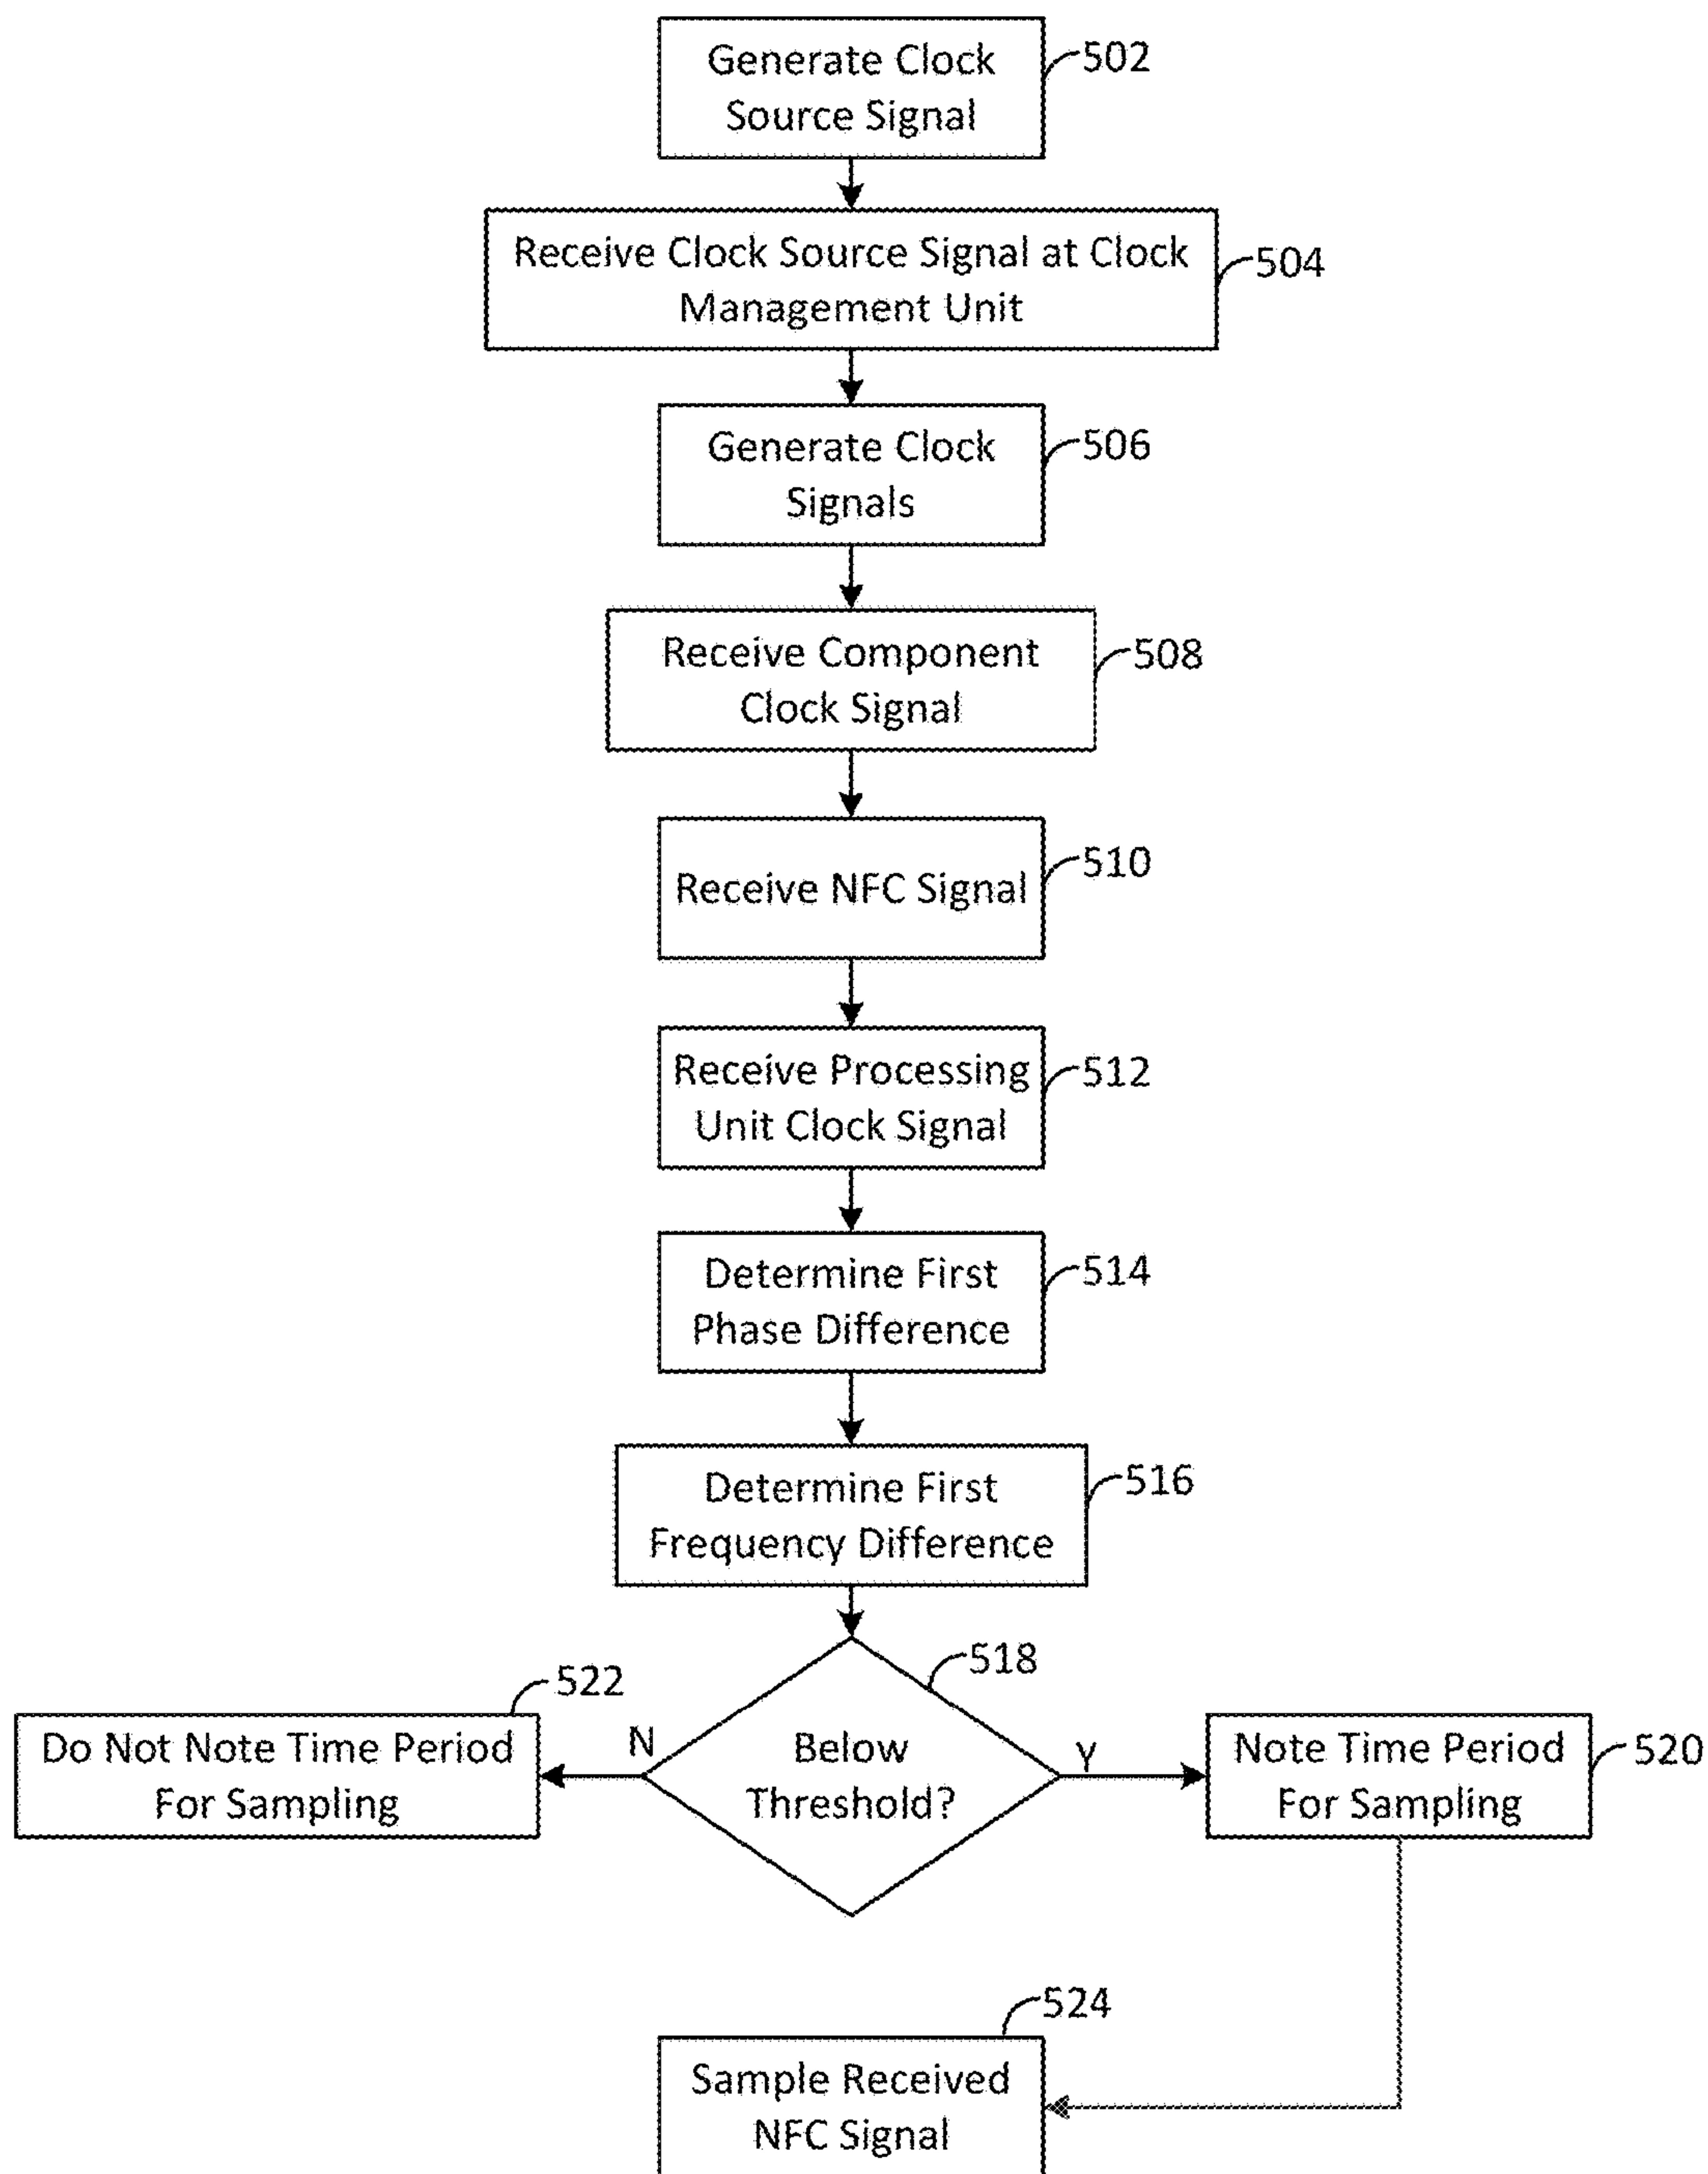 Generate Clock
Source Signal
502
Receive Clock Source Signal at Clock
Management Unit
504
Generate Clock
Signals
506
Receive Component
Clock Signal
508
Receive NFC Signal
510
Receive Processing
Unit Clock Signal
512
Determine First
Phase Difference
514
Determine First
Frequency Difference
516
518
522
Do Not Note Time Period
For Sampling
N
Below
Threshold?
Y
Note Time Period
For Sampling
520
524
Sample Received
NFC Signal